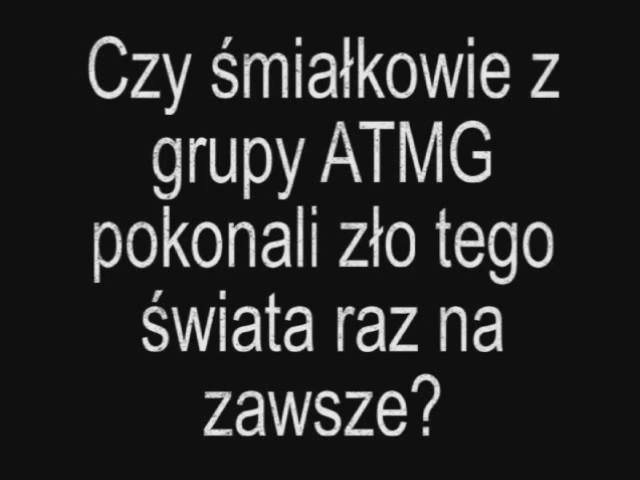 Czy śmiałkowie z
grupy ATMG
pokonali zło tego
świata raz na
zawsze?